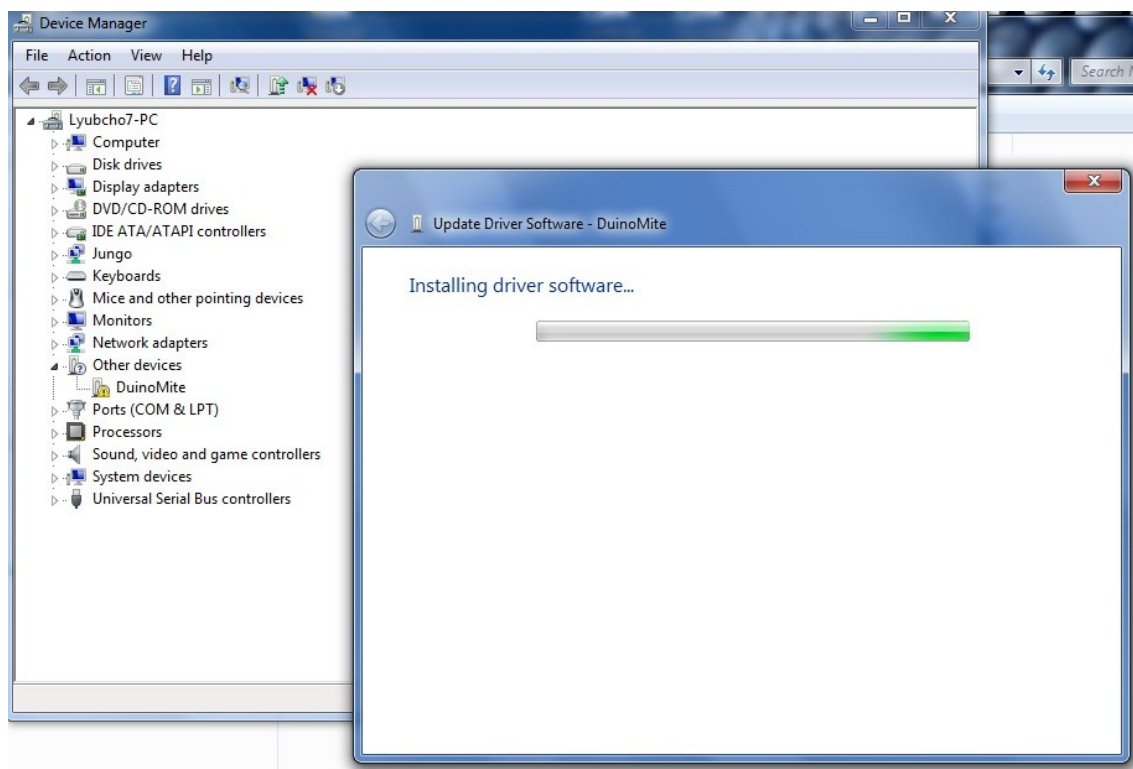 Device Manager
File Action View Help
Search
Lyubcho7-PC
Computer
Disk drives
Display adapters
DVD/CD-ROM drives
IDE ATA/ATAPI controllers
Jungo
Keyboards
Mice and other pointing devices
Monitors
Network adapters
Other devices
DuinoMite
Ports (COM & LPT)
Processors
Sound, video and game controllers
System devices
Universal Serial Bus controllers
Update Driver Software - DuinoMite
Installing driver software...